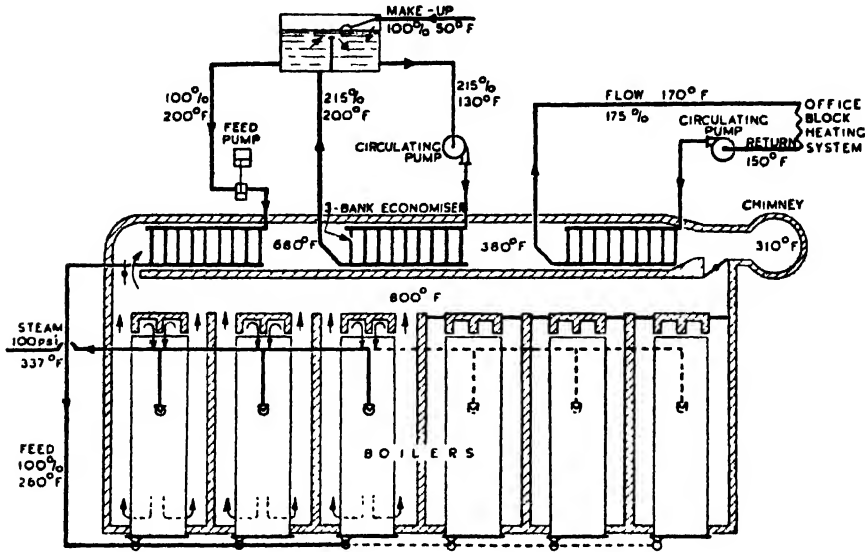 MAKE-UP
100% 50°F
100%
200°F
FEED
PUMP
215%
200°F
215%
130°F
CIRCULATING
PUMP
FLOW 170°F
175 %
CIRCULATING
PUMP
RETURN
150°F
OFFICE
BLOCK
HEATING
SYSTEM
3-BANK ECONOMISER
CHIMNEY
680°F
380°F
310°F
800°F
STEAM
100psi
337°F
BOILERS
FEED
100%
260°F